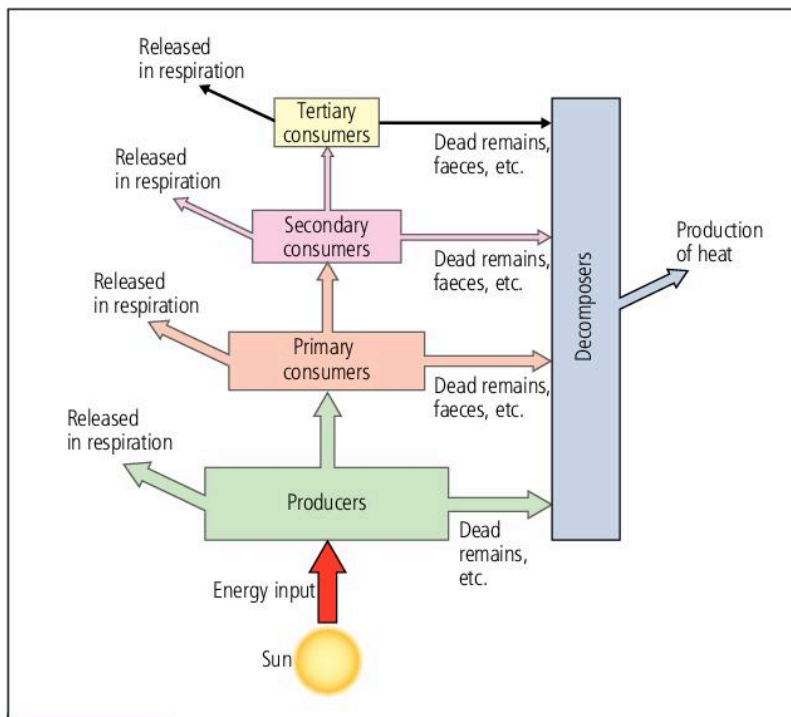 Released
in respiration
Tertiary
consumers
Dead remains,
faeces, etc.
Released
in respiration
Secondary
consumers
Dead remains,
faeces, etc.
Production
of heat
Released
in respiration
Primary
consumers
Dead remains,
faeces, etc.
Decomposers
Released
in respiration
Producers
Dead
remains,
etc.
Energy input
Sun